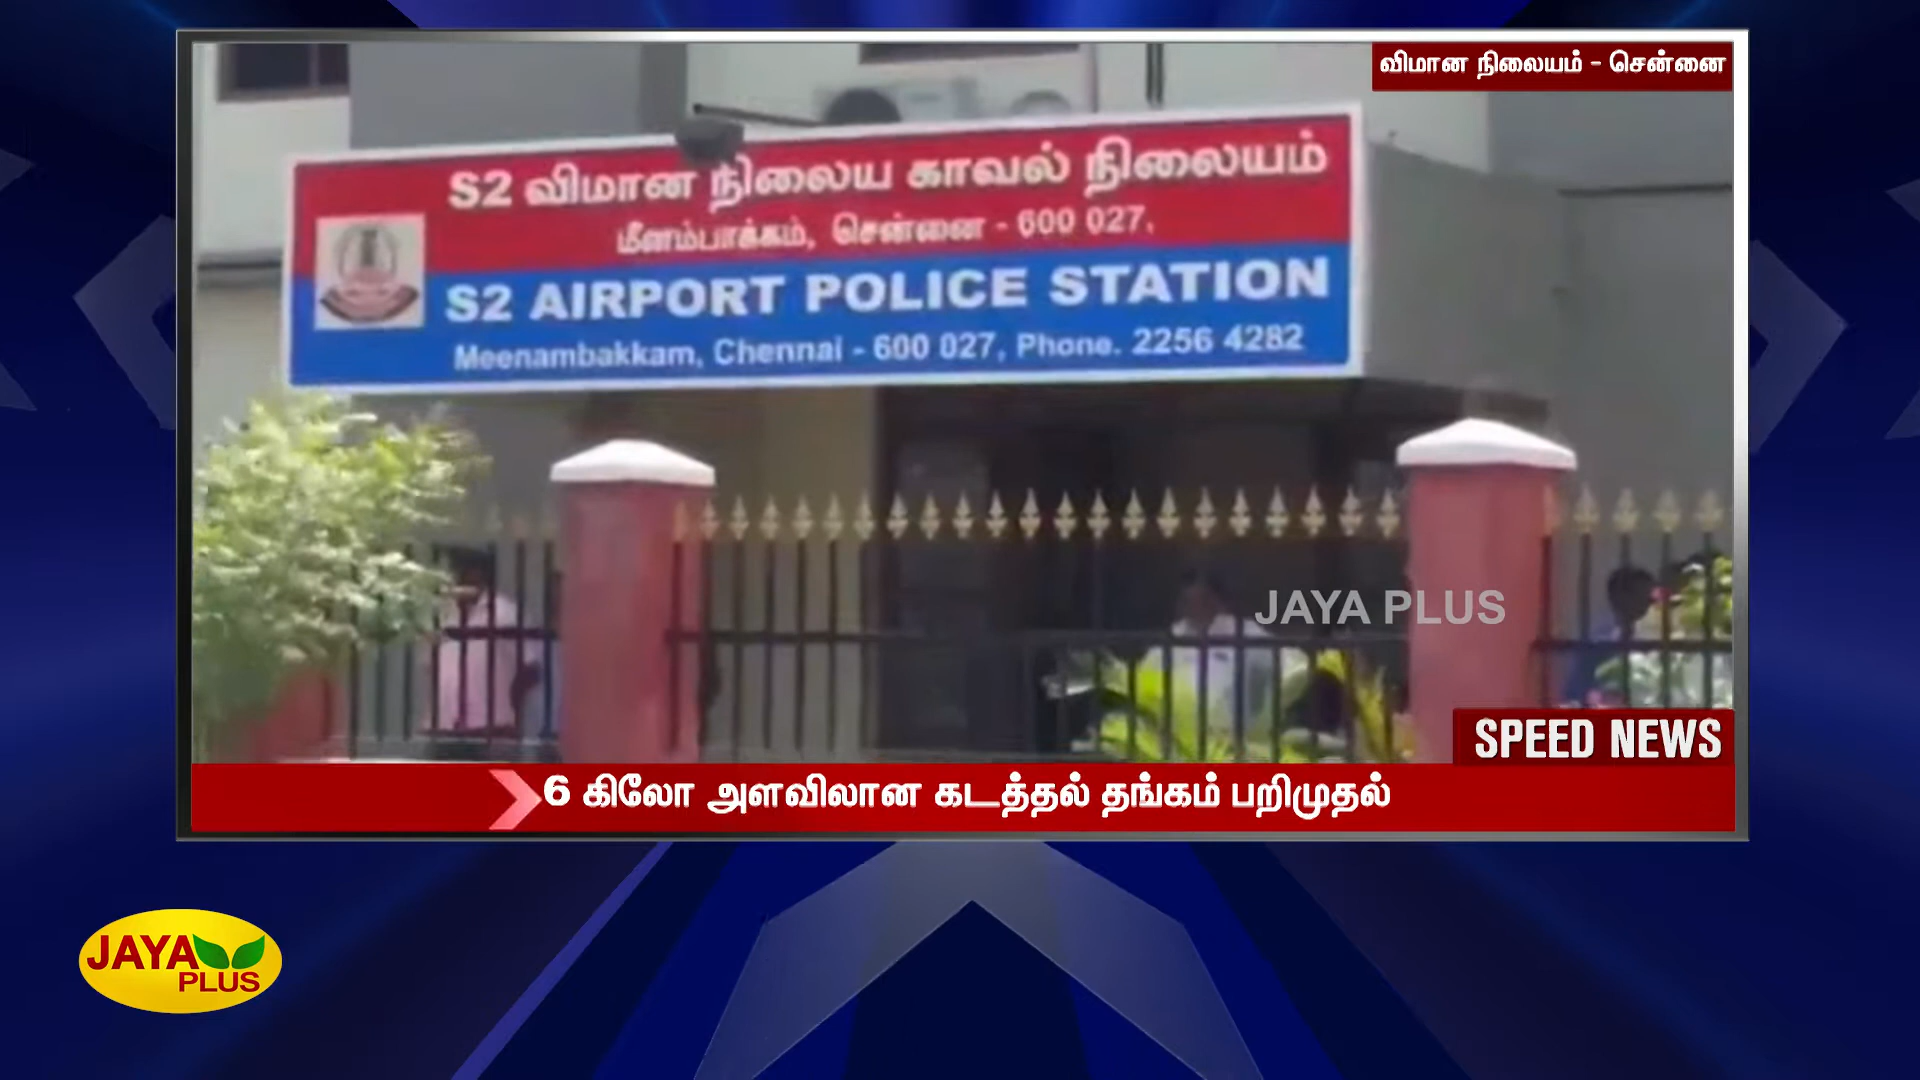 விமான நிலையம் - சென்னை
S2 விமான நிலைய காவல் நிலையம்
மீனம்பாக்கம், சென்னை - 600 027.
S2 AIRPORT POLICE STATION
Meenambakkam, Chennai - 600 027, Phone. 2256 4282
JAYA PLUS
SPEED NEWS
6 கிலோ அளவிலான கடத்தல் தங்கம் பறிமுதல்
JAYA
PLUS